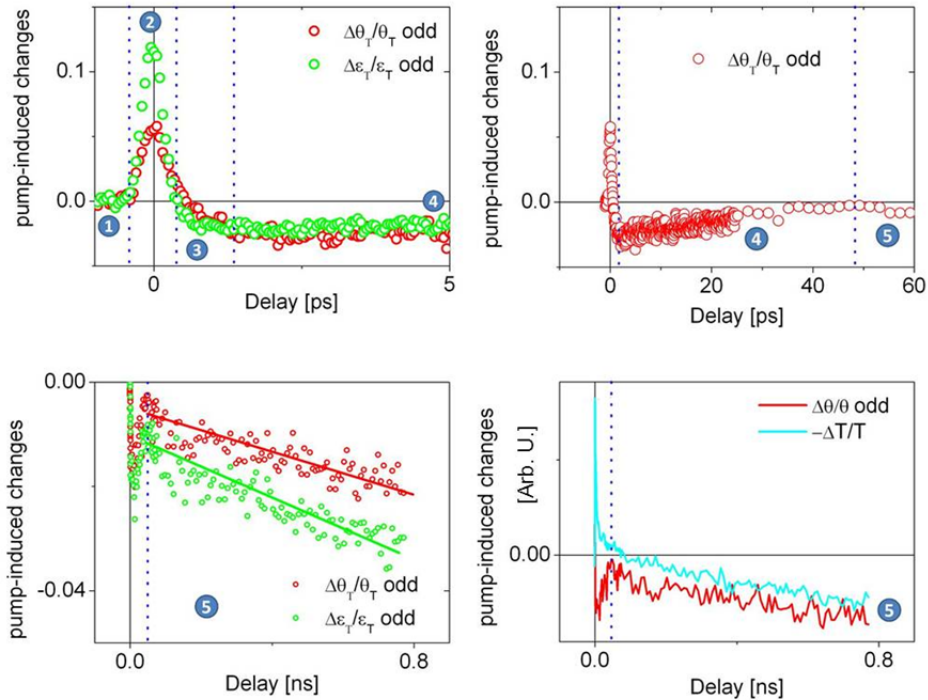 pump-induced changes
0.1
0.0
2
Δθ_T/θ_T odd
Δε_T/ε_T odd
1
3
4
0
5
Delay [ps]
pump-induced changes
0.1
0.0
Δθ_T/θ_T odd
4
5
0
20
40
60
Delay [ps]
pump-induced changes
0.00
-0.04
5
Δθ_T/θ_T odd
Δε_T/ε_T odd
0.0
0.8
Delay [ns]
pump-induced changes
[Arb. U.]
0.00
Δθ/θ odd
−ΔT/T
5
0.0
0.8
Delay [ns]